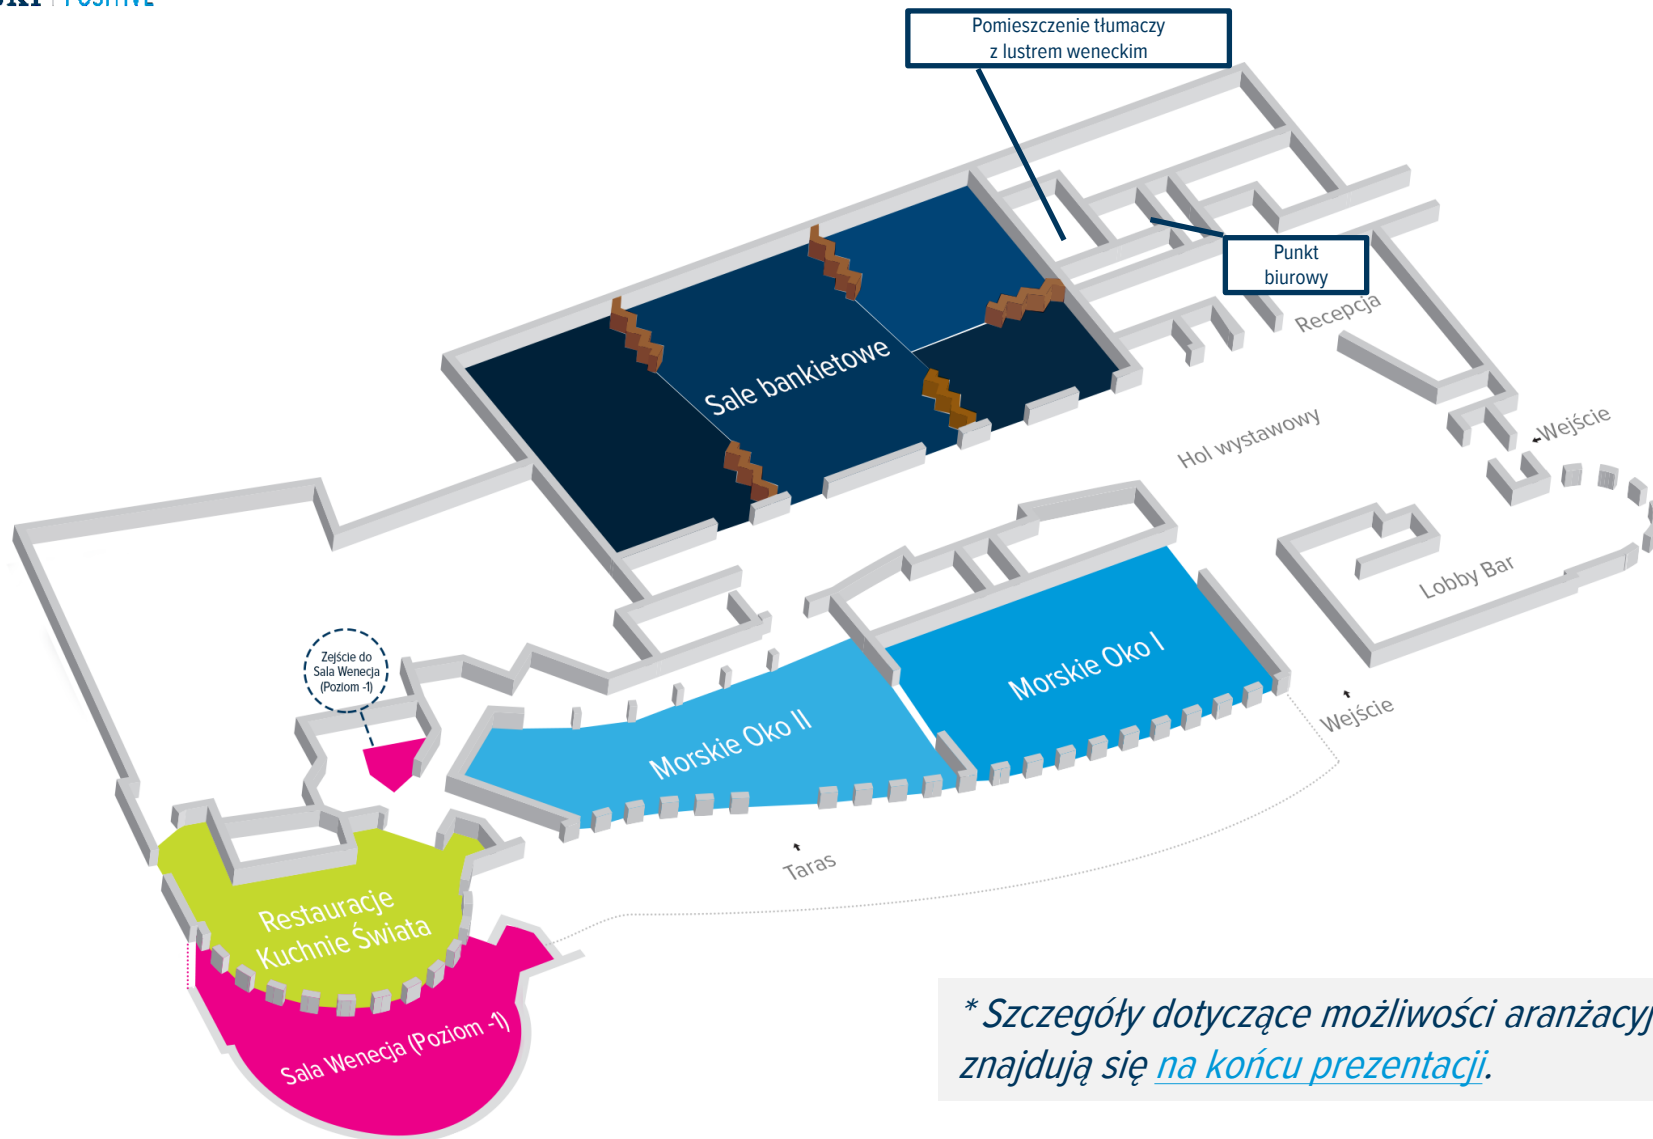 POSITIVE
Pomieszczenie tłumaczy
z lustrem weneckim
Punkt
biurowy
Recepcja
Sale bankietowe
Wejście
Hol wystawowy
Lobby Bar
Zejście do
Sala Wenecja
(Poziom -1)
Morskie Oko I
Morskie Oko II
Wejście
Taras
Restauracje
Kuchnie Świata
Sala Wenecja (Poziom -1)
* Szczegóły dotyczące możliwości aranżacyj
znajdują się na końcu prezentacji.